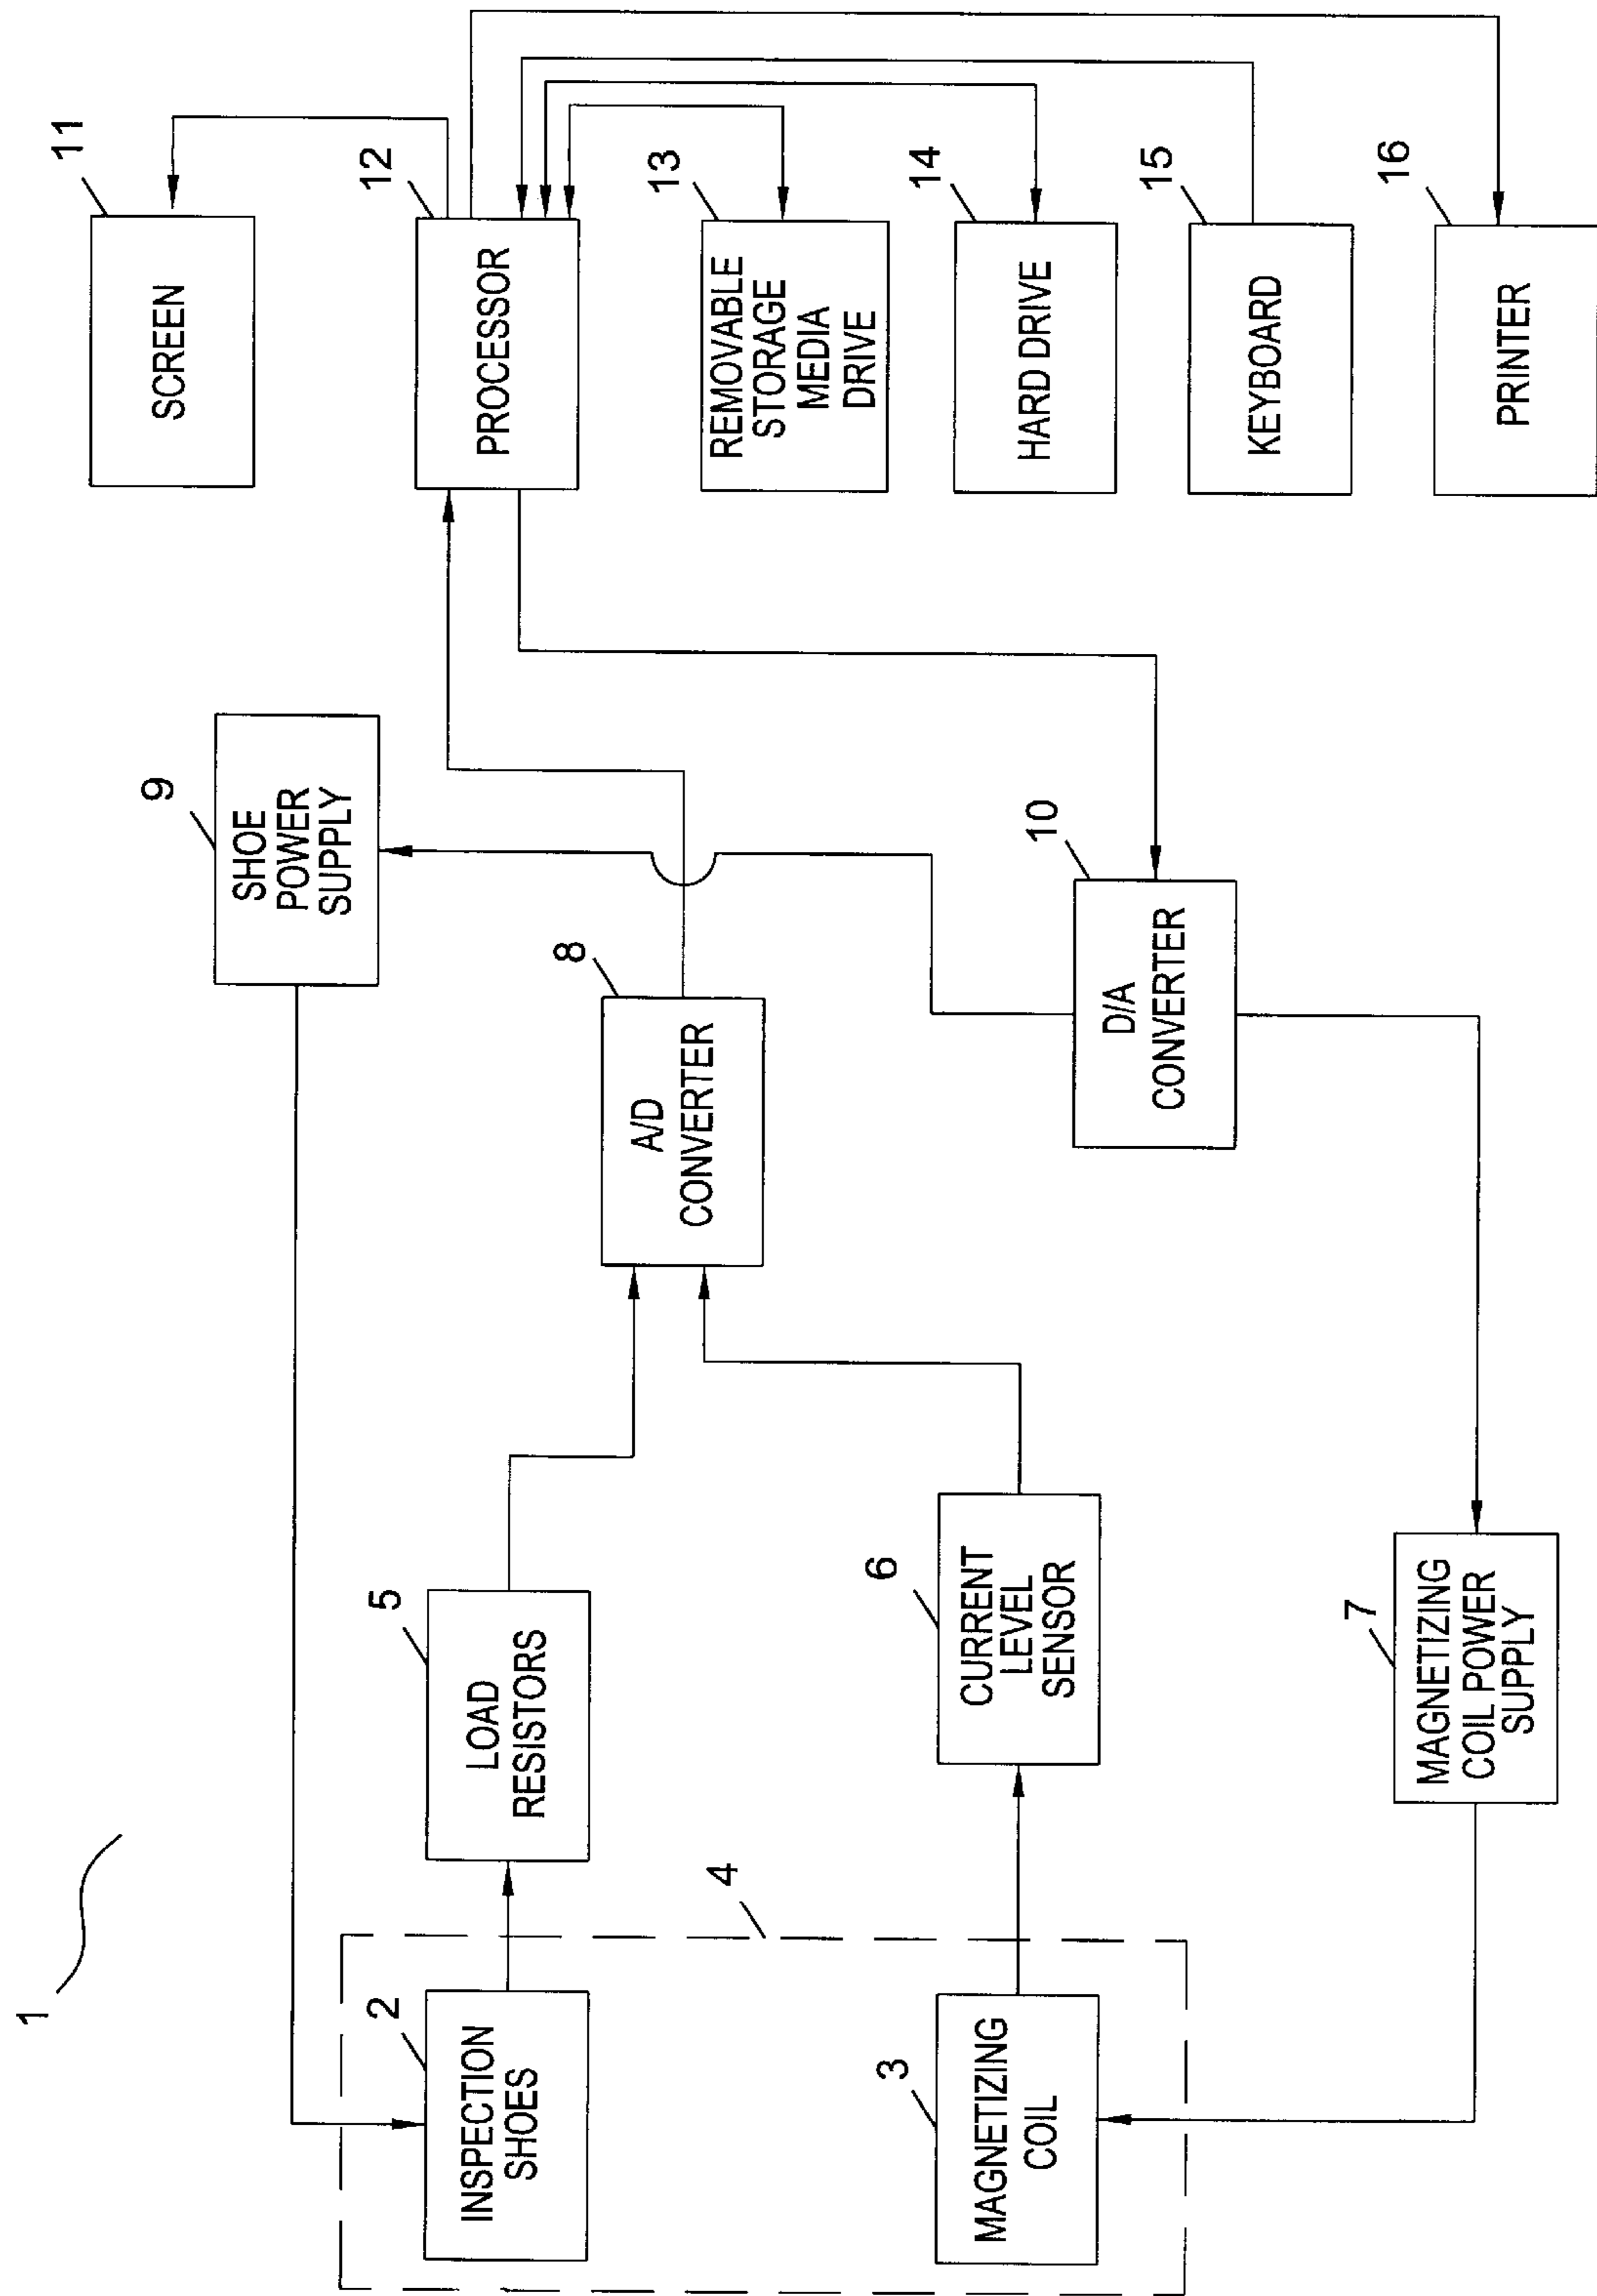 1
2
INSPECTION
SHOES
3
MAGNETIZING
COIL
4
5
LOAD
RESISTORS
6
CURRENT
LEVEL
SENSOR
7
MAGNETIZING
COIL POWER
SUPPLY
8
A/D
CONVERTER
9
SHOE
POWER
SUPPLY
10
D/A
CONVERTER
11
SCREEN
12
PROCESSOR
13
REMOVABLE
STORAGE
MEDIA
DRIVE
14
HARD DRIVE
15
KEYBOARD
16
PRINTER